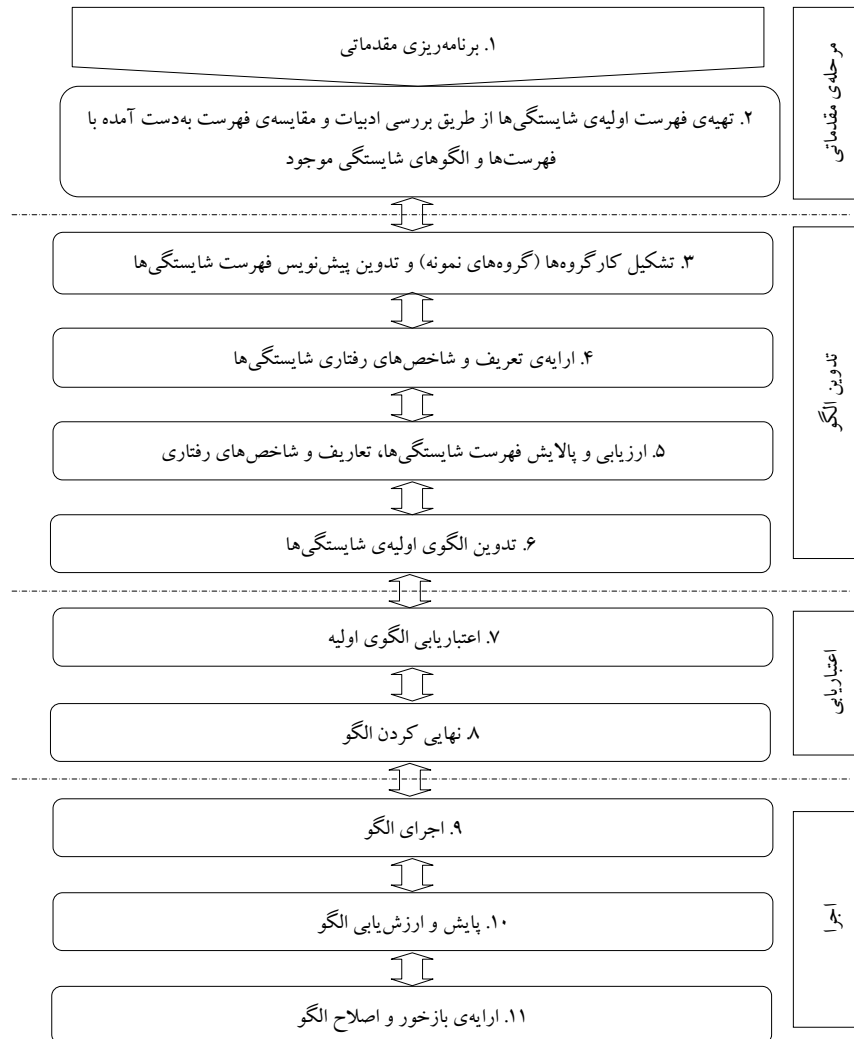 مرحله‌ی مقدماتی
۱. برنامه‌ریزی مقدماتی
۲. تهیه‌ی فهرست اولیه‌ی شایستگی‌ها از طریق بررسی ادبیات و مقایسه‌ی فهرست به‌دست آمده با
فهرست‌ها و الگوهای شایستگی موجود
تدوین الگو
۳. تشکیل کارگروه‌ها (گروه‌های نمونه) و تدوین پیش‌نویس فهرست شایستگی‌ها
۴. ارایه‌ی تعریف و شاخص‌های رفتاری شایستگی‌ها
۵. ارزیابی و پالایش فهرست شایستگی‌ها، تعاریف و شاخص‌های رفتاری
۶. تدوین الگوی اولیه‌ی شایستگی‌ها
اعتباریابی
۷. اعتباریابی الگوی اولیه
۸. نهایی کردن الگو
اجرا
۹. اجرای الگو
۱۰. پایش و ارزش‌یابی الگو
۱۱. ارایه‌ی بازخور و اصلاح الگو